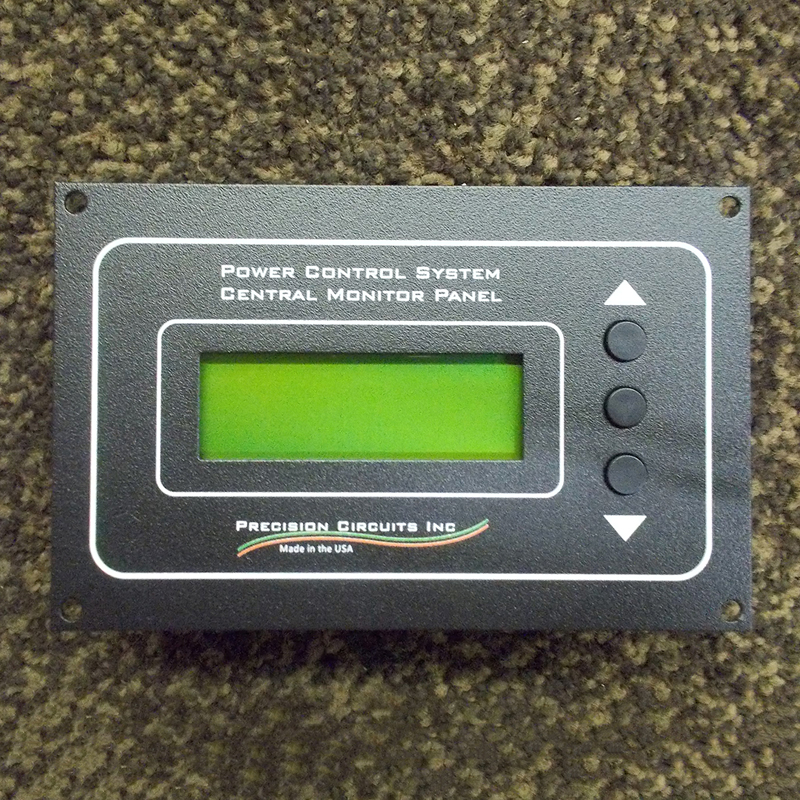 Power Control System
Central Monitor Panel
Precision Circuits Inc
Made in the USA